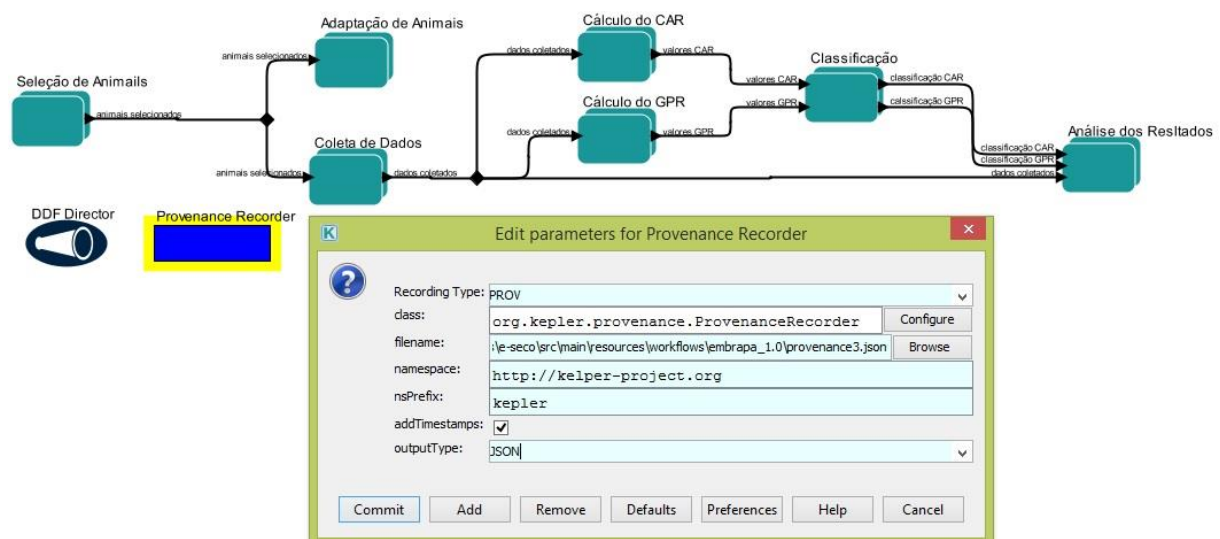 Adaptação de Animais
animais selecionados
Seleção de Animails
animais selecionados
Coleta de Dados
animais selecionados
dados coletados
Cálculo do CAR
dados coletados
valores CAR
Cálculo do GPR
dados coletados
valores GPR
Classificação
valores CAR
valores GPR
classificação CAR
calssificação GPR
Análise dos Resltados
classificação CAR
classificação GPR
dados coletados
DDF Director
Provenance Recorder
K
Edit parameters for Provenance Recorder
x
?
Recording Type: PROV
class: org.kepler.provenance.ProvenanceRecorder Configure
filename: :\e-seco\src\main\resources\workflows\embrapa_1.0\provenance3.json Browse
namespace: http://kelper-project.org
nsPrefix: kepler
addTimestamps:
outputType: JSON
Commit Add Remove Defaults Preferences Help Cancel